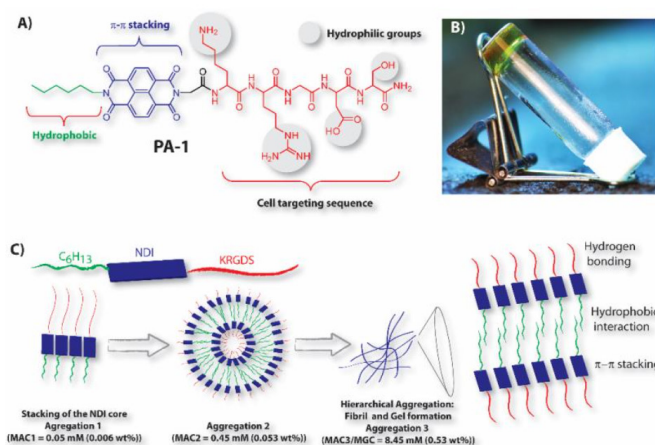 A)
π-π stacking
NH₂
Hydrophilic groups
B)
Hydrophobic
PA-1
Cell targeting sequence
C)
C₆H₁₃
NDI
KRGDS
Hydrogen
bonding
Hydrophobic
interaction
π-π stacking
Stacking of the NDI core
Agregation 1
(MAC1 = 0.05 mM (0.006 wt%))
Aggregation 2
(MAC2 = 0.45 mM (0.053 wt%))
Hierarchical Aggregation:
Fibril and Gel formation
Aggregation 3
(MAC3/MGC = 8.45 mM (0.53 wt%))